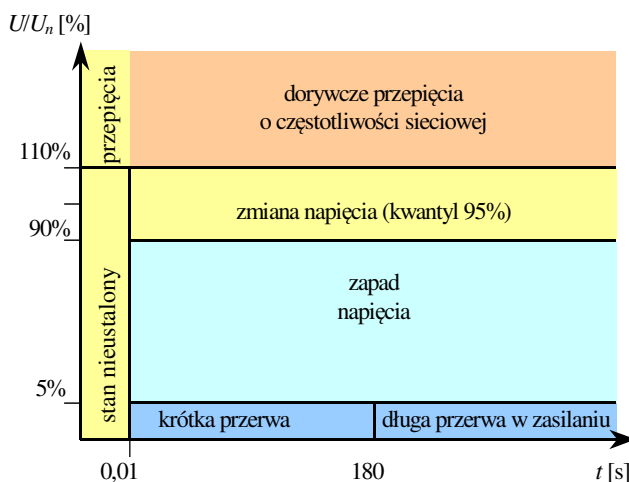 U/Uₙ [%]
przepięcia
dorywcze przepięcia
o częstotliwości sieciowej
110%
zmiana napięcia (kwantyl 95%)
90%
stan nieustalony
zapad
napięcia
5%
krótka przerwa
długa przerwa w zasilaniu
0,01
180
t [s]